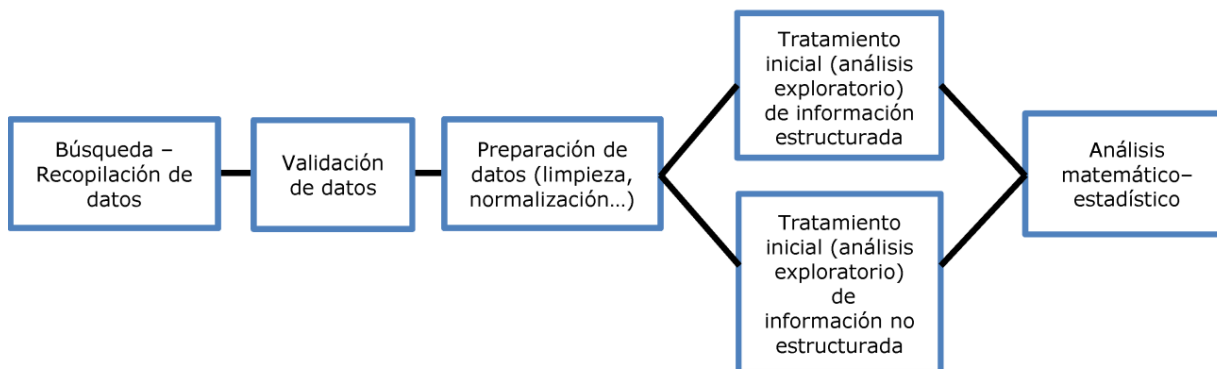 Búsqueda –
Recopilación de
datos
Validación
de datos
Preparación de
datos (limpieza,
normalización…)
Tratamiento
inicial (análisis
exploratorio)
de información
estructurada
Tratamiento
inicial (análisis
exploratorio)
de
información no
estructurada
Análisis
matemático–
estadístico